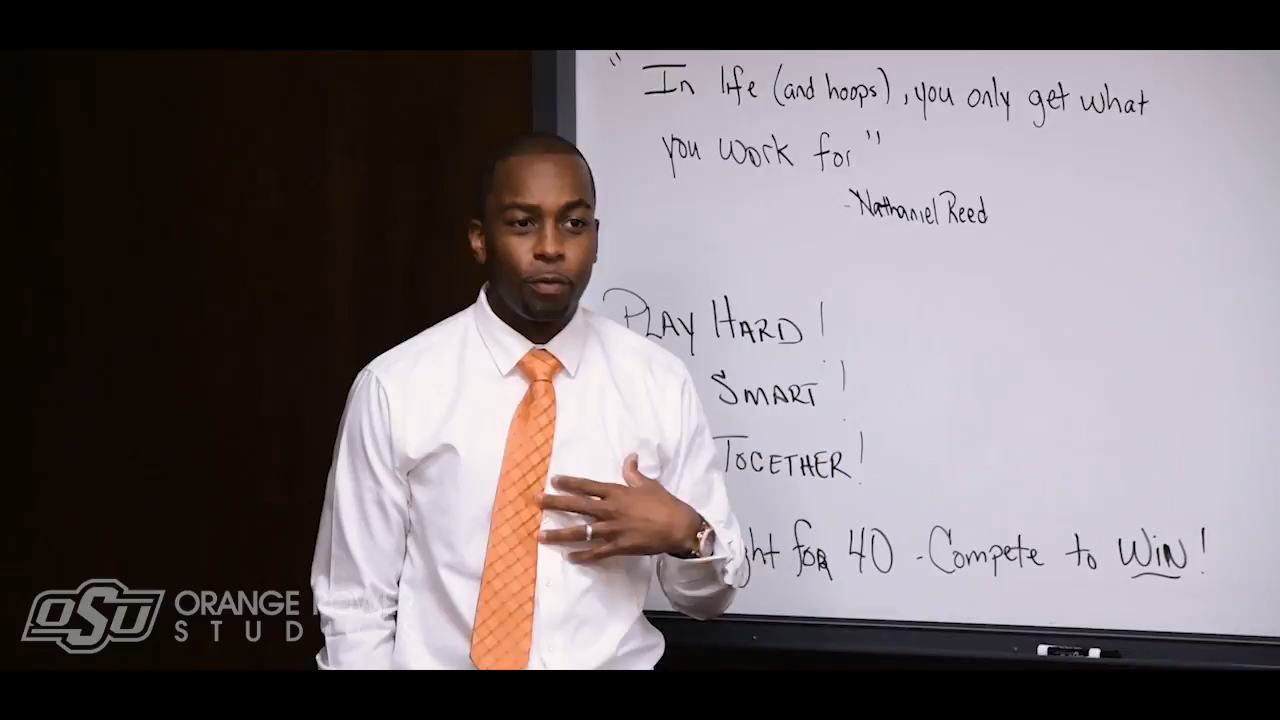 " In life (and hoops), you only get what
you work for"
-Nathaniel Reed
PLAY HARD!
SMART!
TOGETHER!
for 40 - Compete to WIN!
OSU ORANGE
STUD